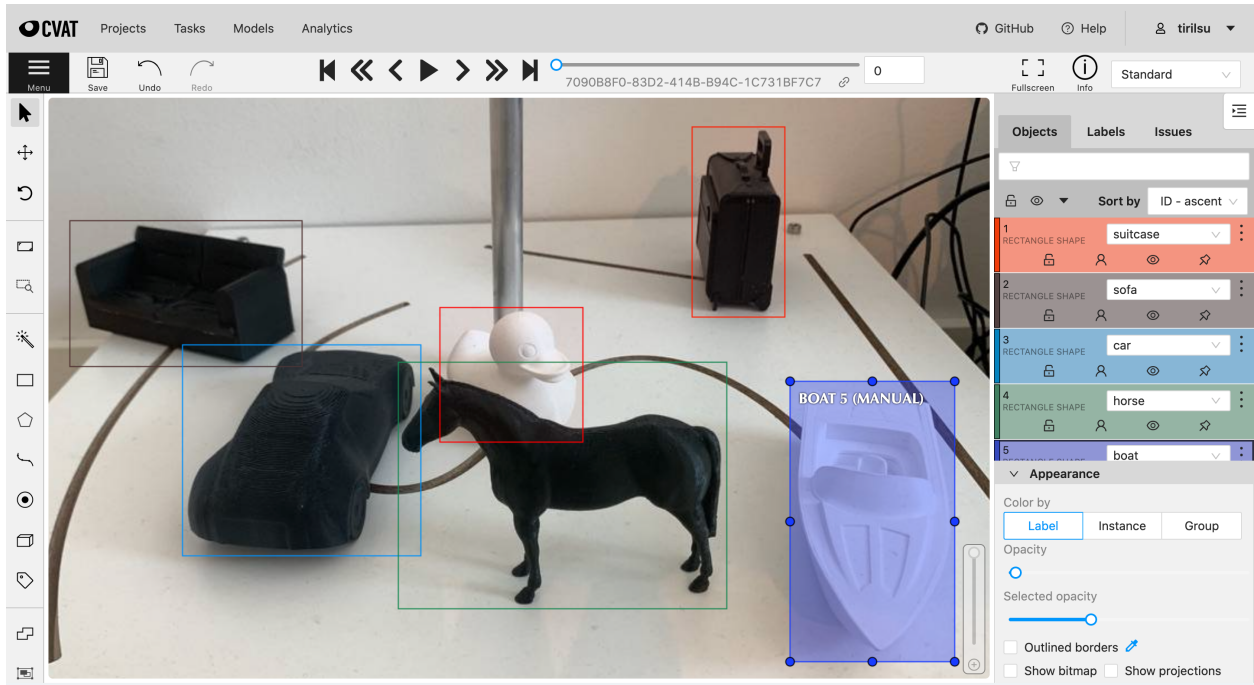 CVAT Projects Tasks Models Analytics GitHub Help tirilsu
Menu Save Undo Redo 7090B8F0-83D2-414B-B94C-1C731BF7C7 0 Fullscreen Info Standard
Objects Labels Issues
Sort by ID - ascent
1 suitcase
RECTANGLE SHAPE
2 sofa
RECTANGLE SHAPE
3 car
RECTANGLE SHAPE
4 horse
RECTANGLE SHAPE
5 boat
RECTANGLE SHAPE
BOAT 5 (MANUAL)
Appearance
Color by
Label Instance Group
Opacity
Selected opacity
Outlined borders
Show bitmap Show projections